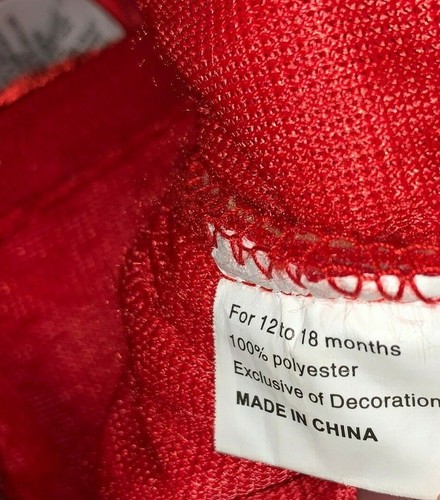 For 12 to 18 months
100% polyester
Exclusive of Decoration
MADE IN CHINA